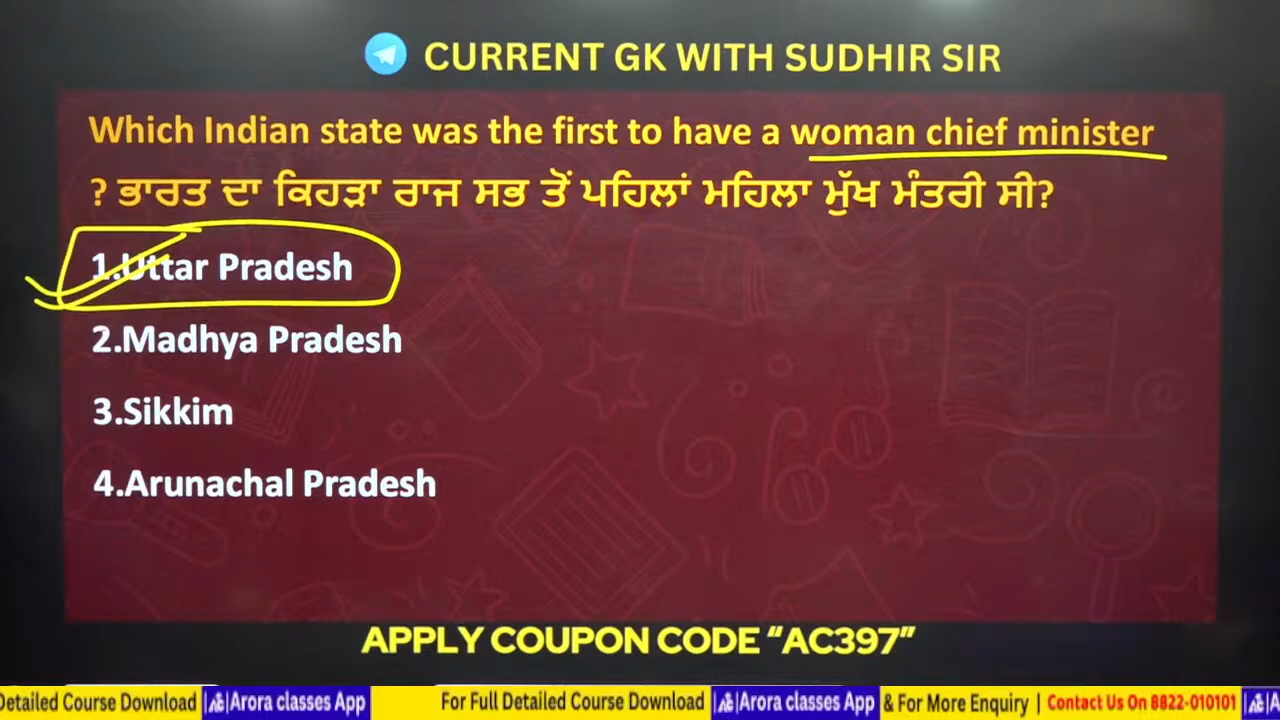 CURRENT GK WITH SUDHIR SIR
Which Indian state was the first to have a woman chief minister
? ਭਾਰਤ ਦਾ ਕਿਹੜਾ ਰਾਜ ਸਭ ਤੋਂ ਪਹਿਲਾਂ ਮਹਿਲਾ ਮੁੱਖ ਮੰਤਰੀ ਸੀ?
1.Uttar Pradesh
2.Madhya Pradesh
3.Sikkim
4.Arunachal Pradesh
APPLY COUPON CODE “AC397”
Detailed Course Download |Arora classes App For Full Detailed Course Download |Arora classes App & For More Enquiry | Contact Us On 8822-010101